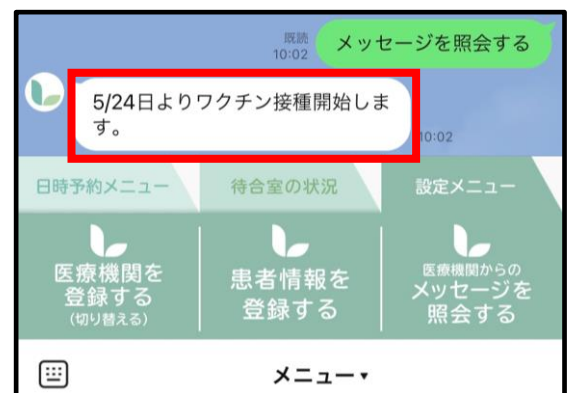 既読
10:02
メッセージを照会する
5/24日よりワクチン接種開始しま
す。
10:02
日時予約メニュー
待合室の状況
設定メニュー
医療機関を
登録する
(切り替える)
患者情報を
登録する
医療機関からの
メッセージを
照会する
メニュー▼